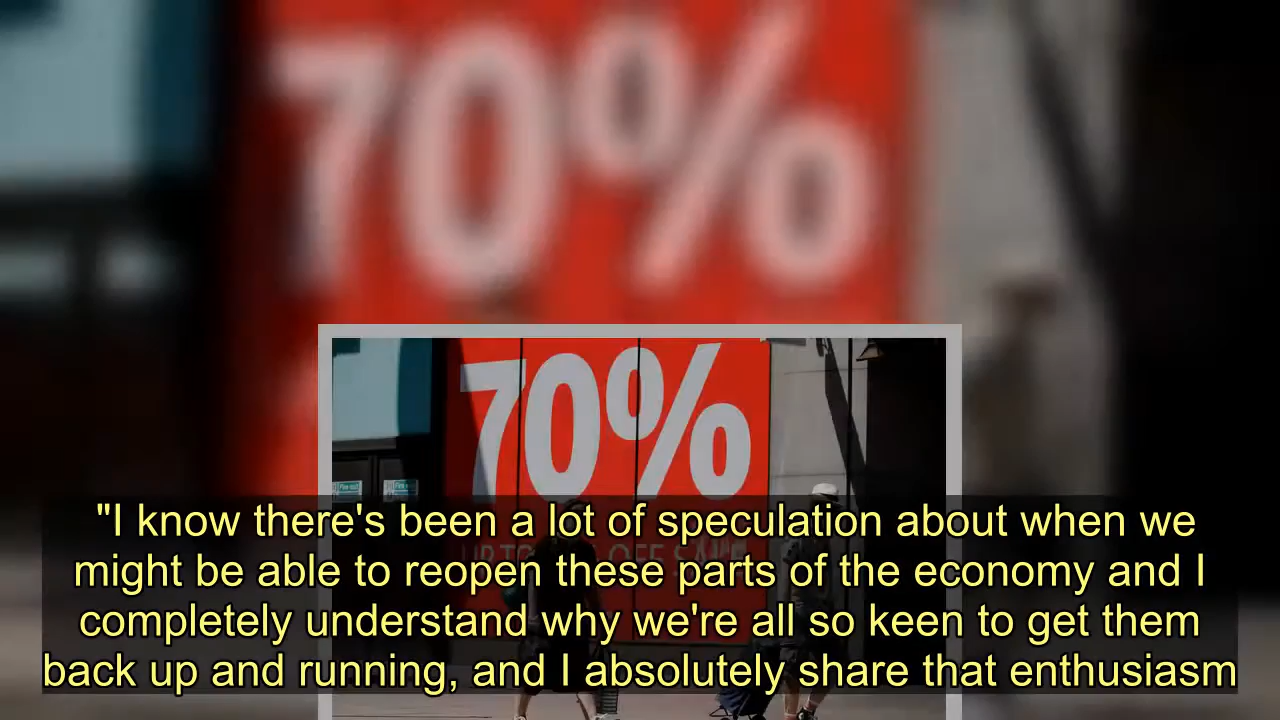 70%
70%
"I know there's been a lot of speculation about when we
might be able to reopen these parts of the economy and I
completely understand why we're all so keen to get them
back up and running, and I absolutely share that enthusiasm